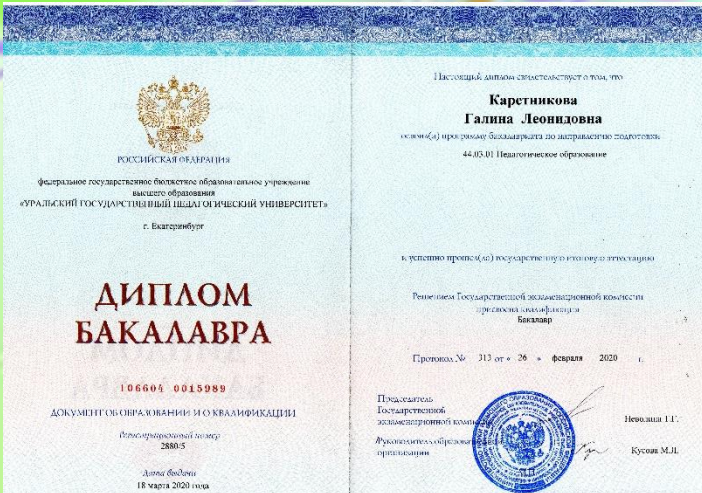 РОССИЙСКАЯ ФЕДЕРАЦИЯ
федеральное государственное бюджетное образовательное учреждение
высшего образования
«УРАЛЬСКИЙ ГОСУДАРСТВЕННЫЙ ПЕДАГОГИЧЕСКИЙ УНИВЕРСИТЕТ»
г. Екатеринбург
ДИПЛОМ
БАКАЛАВРА
106604 0015989
ДОКУМЕНТ ОБ ОБРАЗОВАНИИ И О КВАЛИФИКАЦИИ
Регистрационный номер
2880/5
Дата выдачи
18 марта 2020 года
Настоящий диплом свидетельствует о том, что
Каретникова
Галина Леонидовна
освоил(а) программу бакалавриата по направлению подготовки
44.03.01 Педагогическое образование
и успешно прошел(ла) государственную итоговую аттестацию
Решением Государственной экзаменационной комиссии
присвоена квалификация
Бакалавр
Протокол № 313 от « 26 » февраля 2020 г.
Председатель
Государственной
экзаменационной
Неволина
Руководитель
организации
Кусова М.Л.